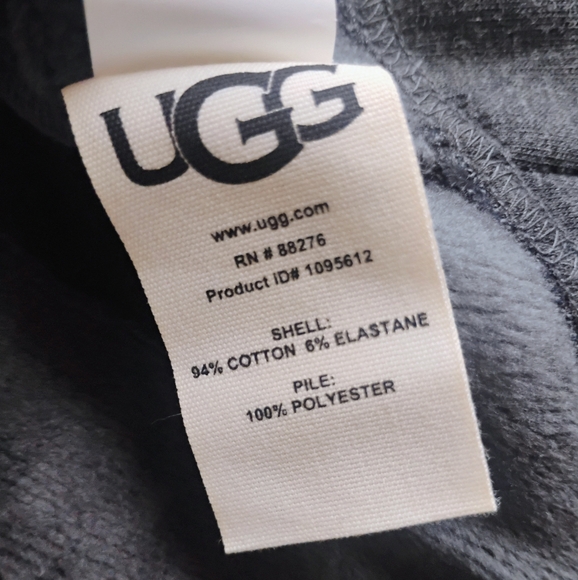 UGG
www.ugg.com
RN # 88276
Product ID# 1095612
SHELL:
94% COTTON 6% ELASTANE
PILE:
100% POLYESTER